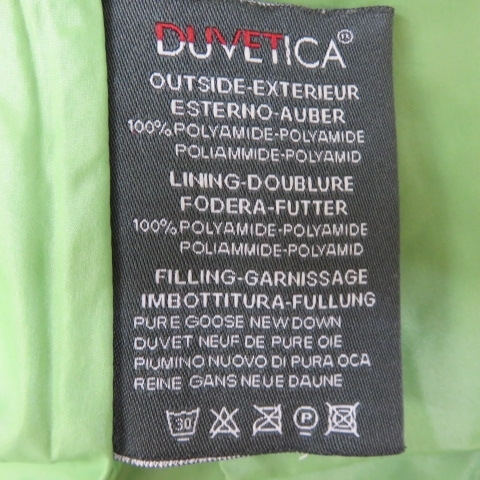 DUVETICA
OUTSIDE-EXTERIEUR
ESTERNO-AUBER
100% POLYAMIDE-POLYAMIDE
POLIAMMIDE-POLYAMID
LINING-DOUBLURE
FODERA-FUTTER
100% POLYAMIDE-POLYAMIDE
POLIAMMIDE-POLYAMID
FILLING-GARNISSAGE
IMBOTTITURA-FULLUNG
PURE GOOSE NEW DOWN
DUVET NEUF DE PURE OIE
PIUMINO NUOVO DI PURA OCA
REINE GANS NEUE DAUNE
30 P